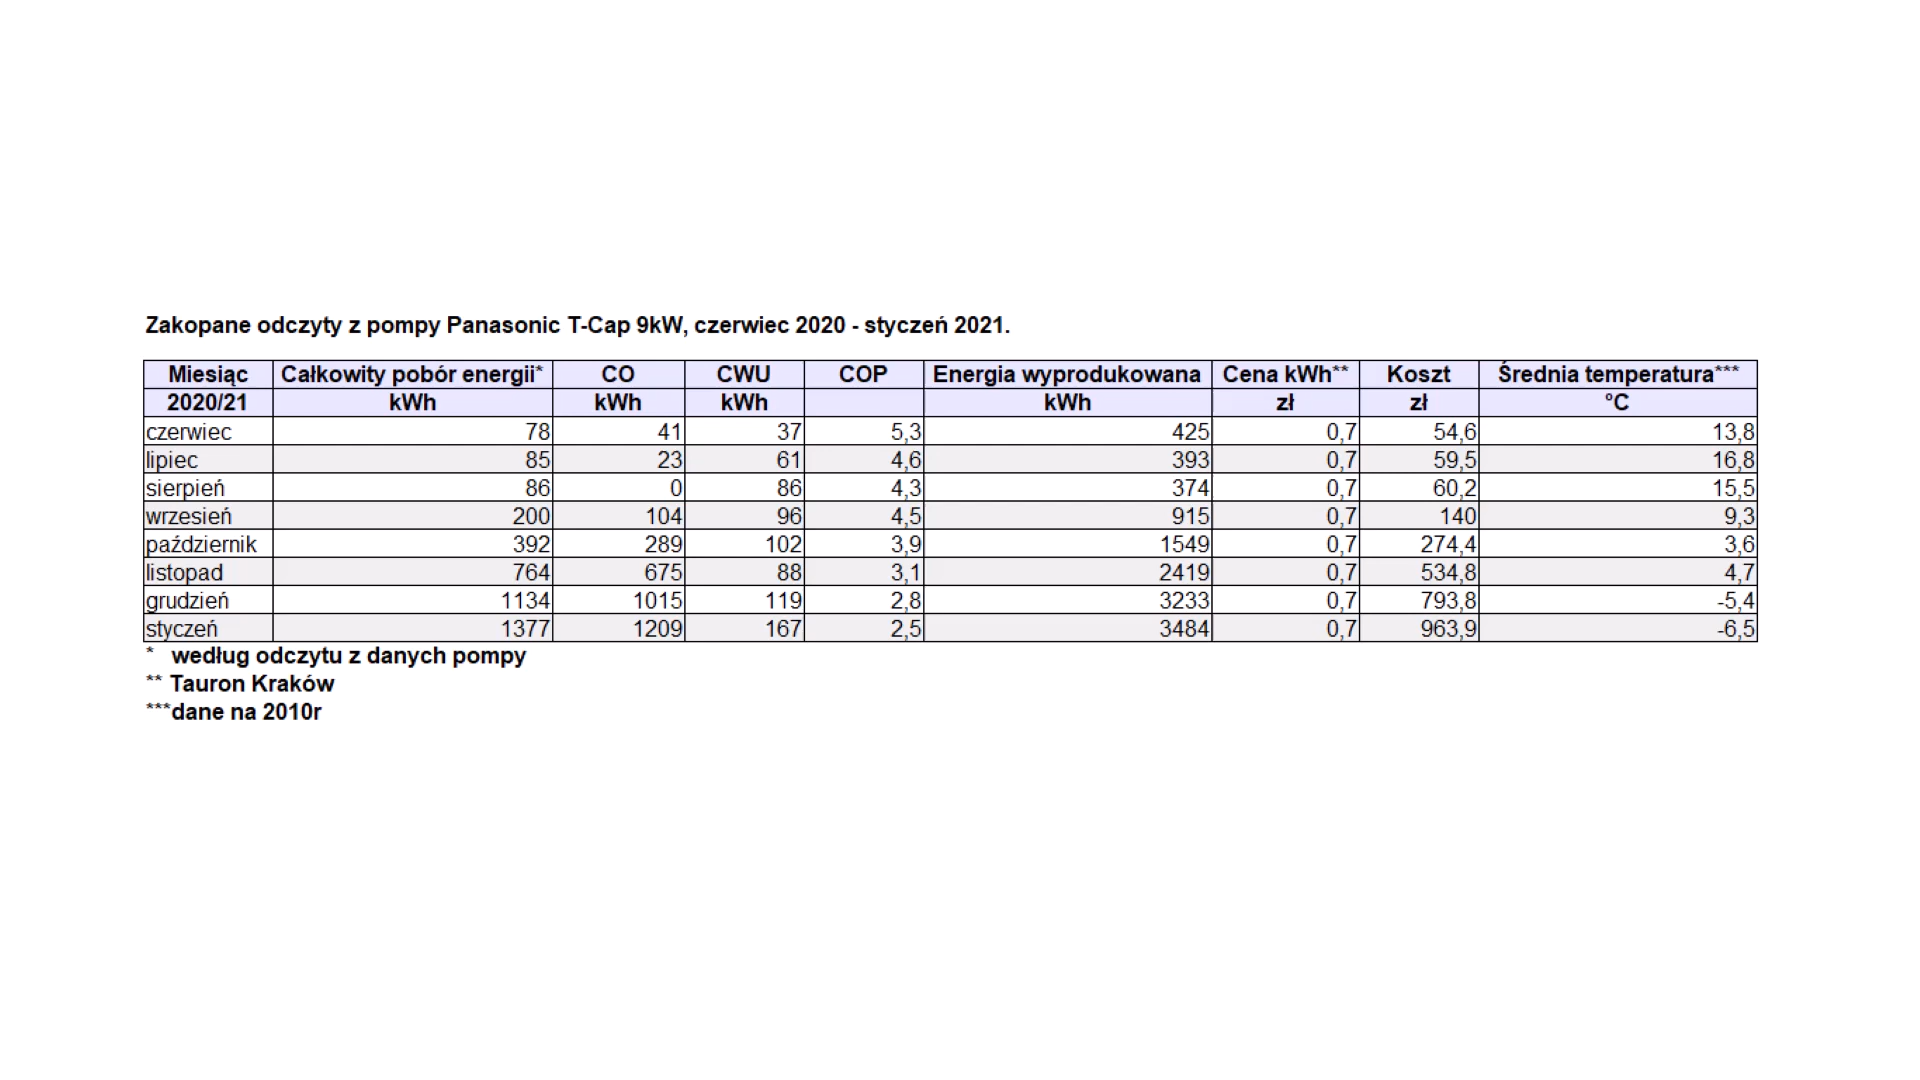 Zakopane odczyty z pompy Panasonic T-Cap 9kW, czerwiec 2020 - styczeń 2021.
Miesiąc Całkowity pobór energii* CO CWU COP Energia wyprodukowana Cena kWh** Koszt Średnia temperatura***
2020/21 kWh kWh kWh kWh zł zł °C
czerwiec 78 41 37 5,3 425 0,7 54,6 13,8
lipiec 85 23 61 4,6 393 0,7 59,5 16,8
sierpień 86 0 86 4,3 374 0,7 60,2 15,5
wrzesień 200 104 96 4,5 915 0,7 140 9,3
październik 392 289 102 3,9 1549 0,7 274,4 3,6
listopad 764 675 88 3,1 2419 0,7 534,8 4,7
grudzień 1134 1015 119 2,8 3233 0,7 793,8 -5,4
styczeń 1377 1209 167 2,5 3484 0,7 963,9 -6,5
* według odczytu z danych pompy
** Tauron Kraków
***dane na 2010r